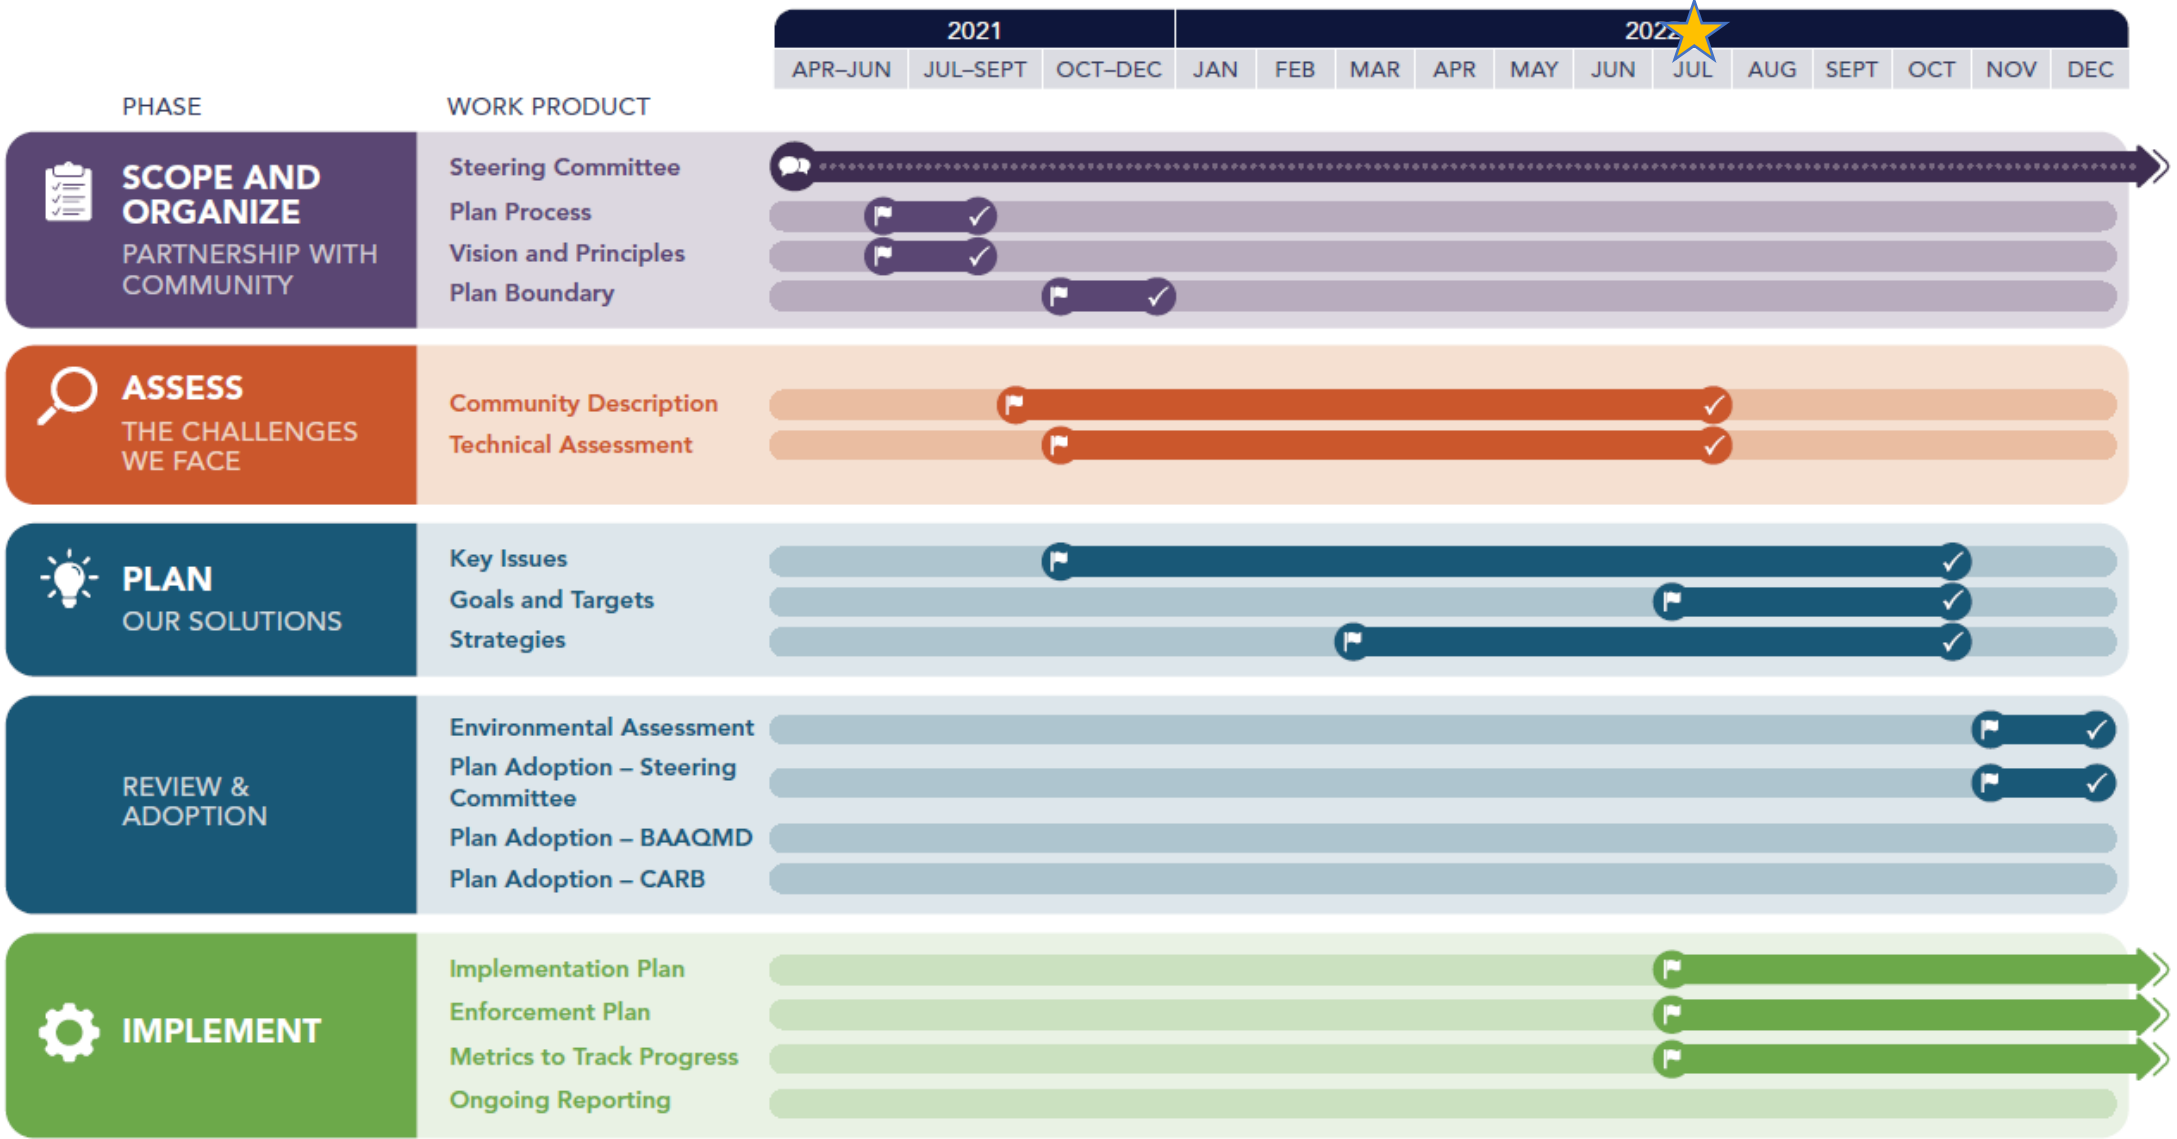 2021
2022
APR–JUN JUL–SEPT OCT–DEC JAN FEB MAR APR MAY JUN JUL AUG SEPT OCT NOV DEC
PHASE
WORK PRODUCT
SCOPE AND
ORGANIZE
PARTNERSHIP WITH
COMMUNITY
Steering Committee
Plan Process
Vision and Principles
Plan Boundary
ASSESS
THE CHALLENGES
WE FACE
Community Description
Technical Assessment
PLAN
OUR SOLUTIONS
Key Issues
Goals and Targets
Strategies
REVIEW &
ADOPTION
Environmental Assessment
Plan Adoption – Steering
Committee
Plan Adoption – BAAQMD
Plan Adoption – CARB
IMPLEMENT
Implementation Plan
Enforcement Plan
Metrics to Track Progress
Ongoing Reporting